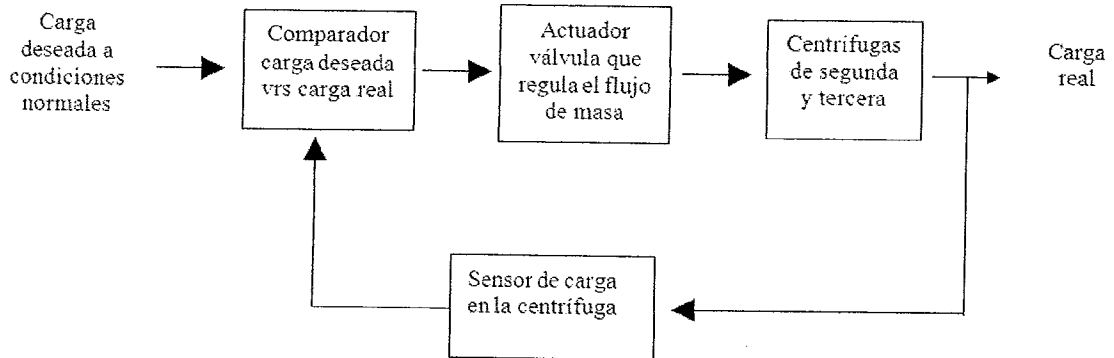 Carga
deseada a
condiciones
normales
Comparador
carga deseada
vrs carga real
Actuador
válvula que
regula el flujo
de masa
Centrífugas
de segunda
y tercera
Carga
real
Sensor de carga
en la centrífuga